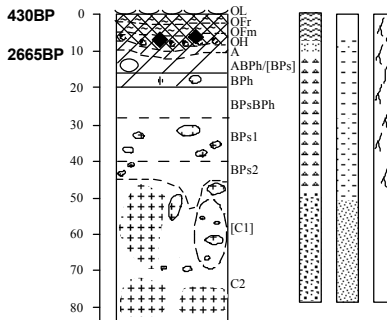 430BP
2665BP
0
10
20
30
40
50
60
70
80
OL
OFr
OFm
OH
A
ABPh/[BPs]
BPh
BPsBPh
BPs1
BPs2
[C1]
C2